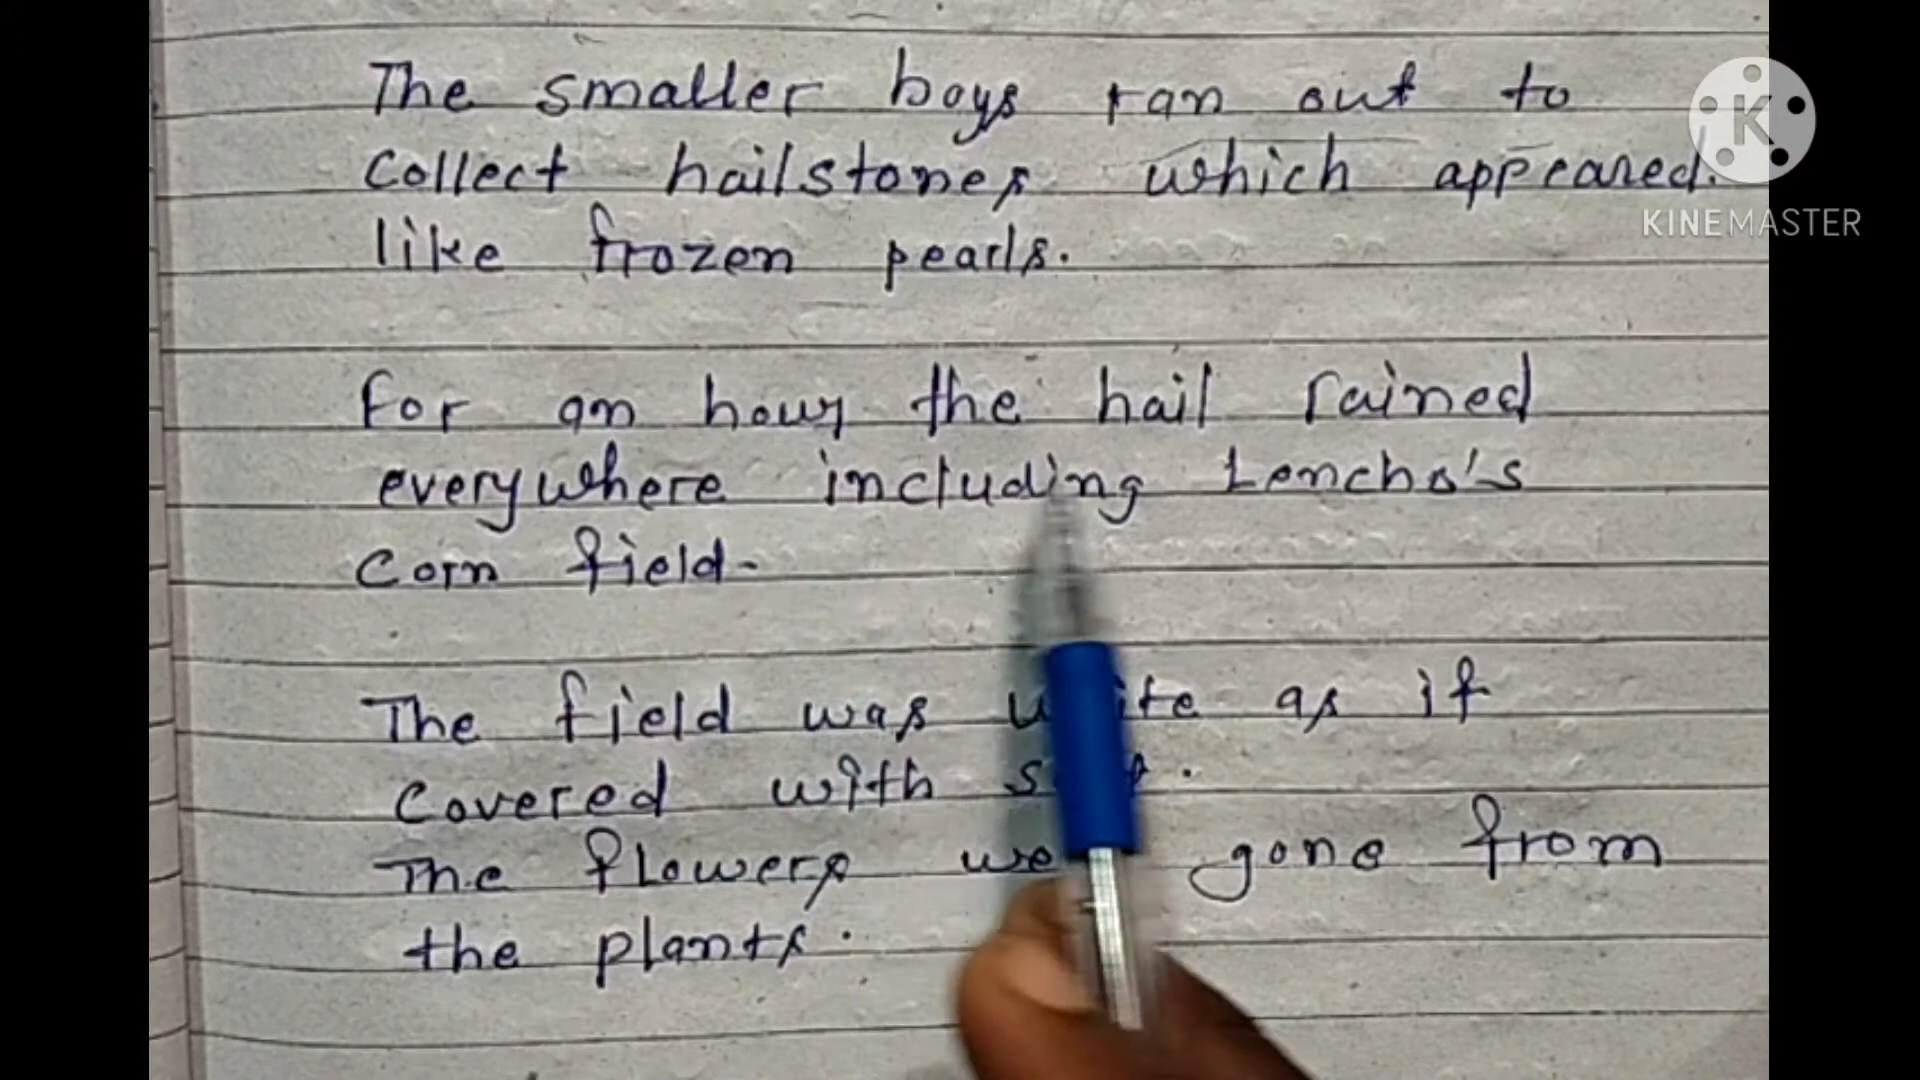 The smaller boys ran out to
collect hailstones which appeared.
like frozen pearls.
For an hour the hail rained
everywhere including Lencho's
corn field.
The field was as if
covered with
The flowers gone from
the plants.
K
KINEMASTER